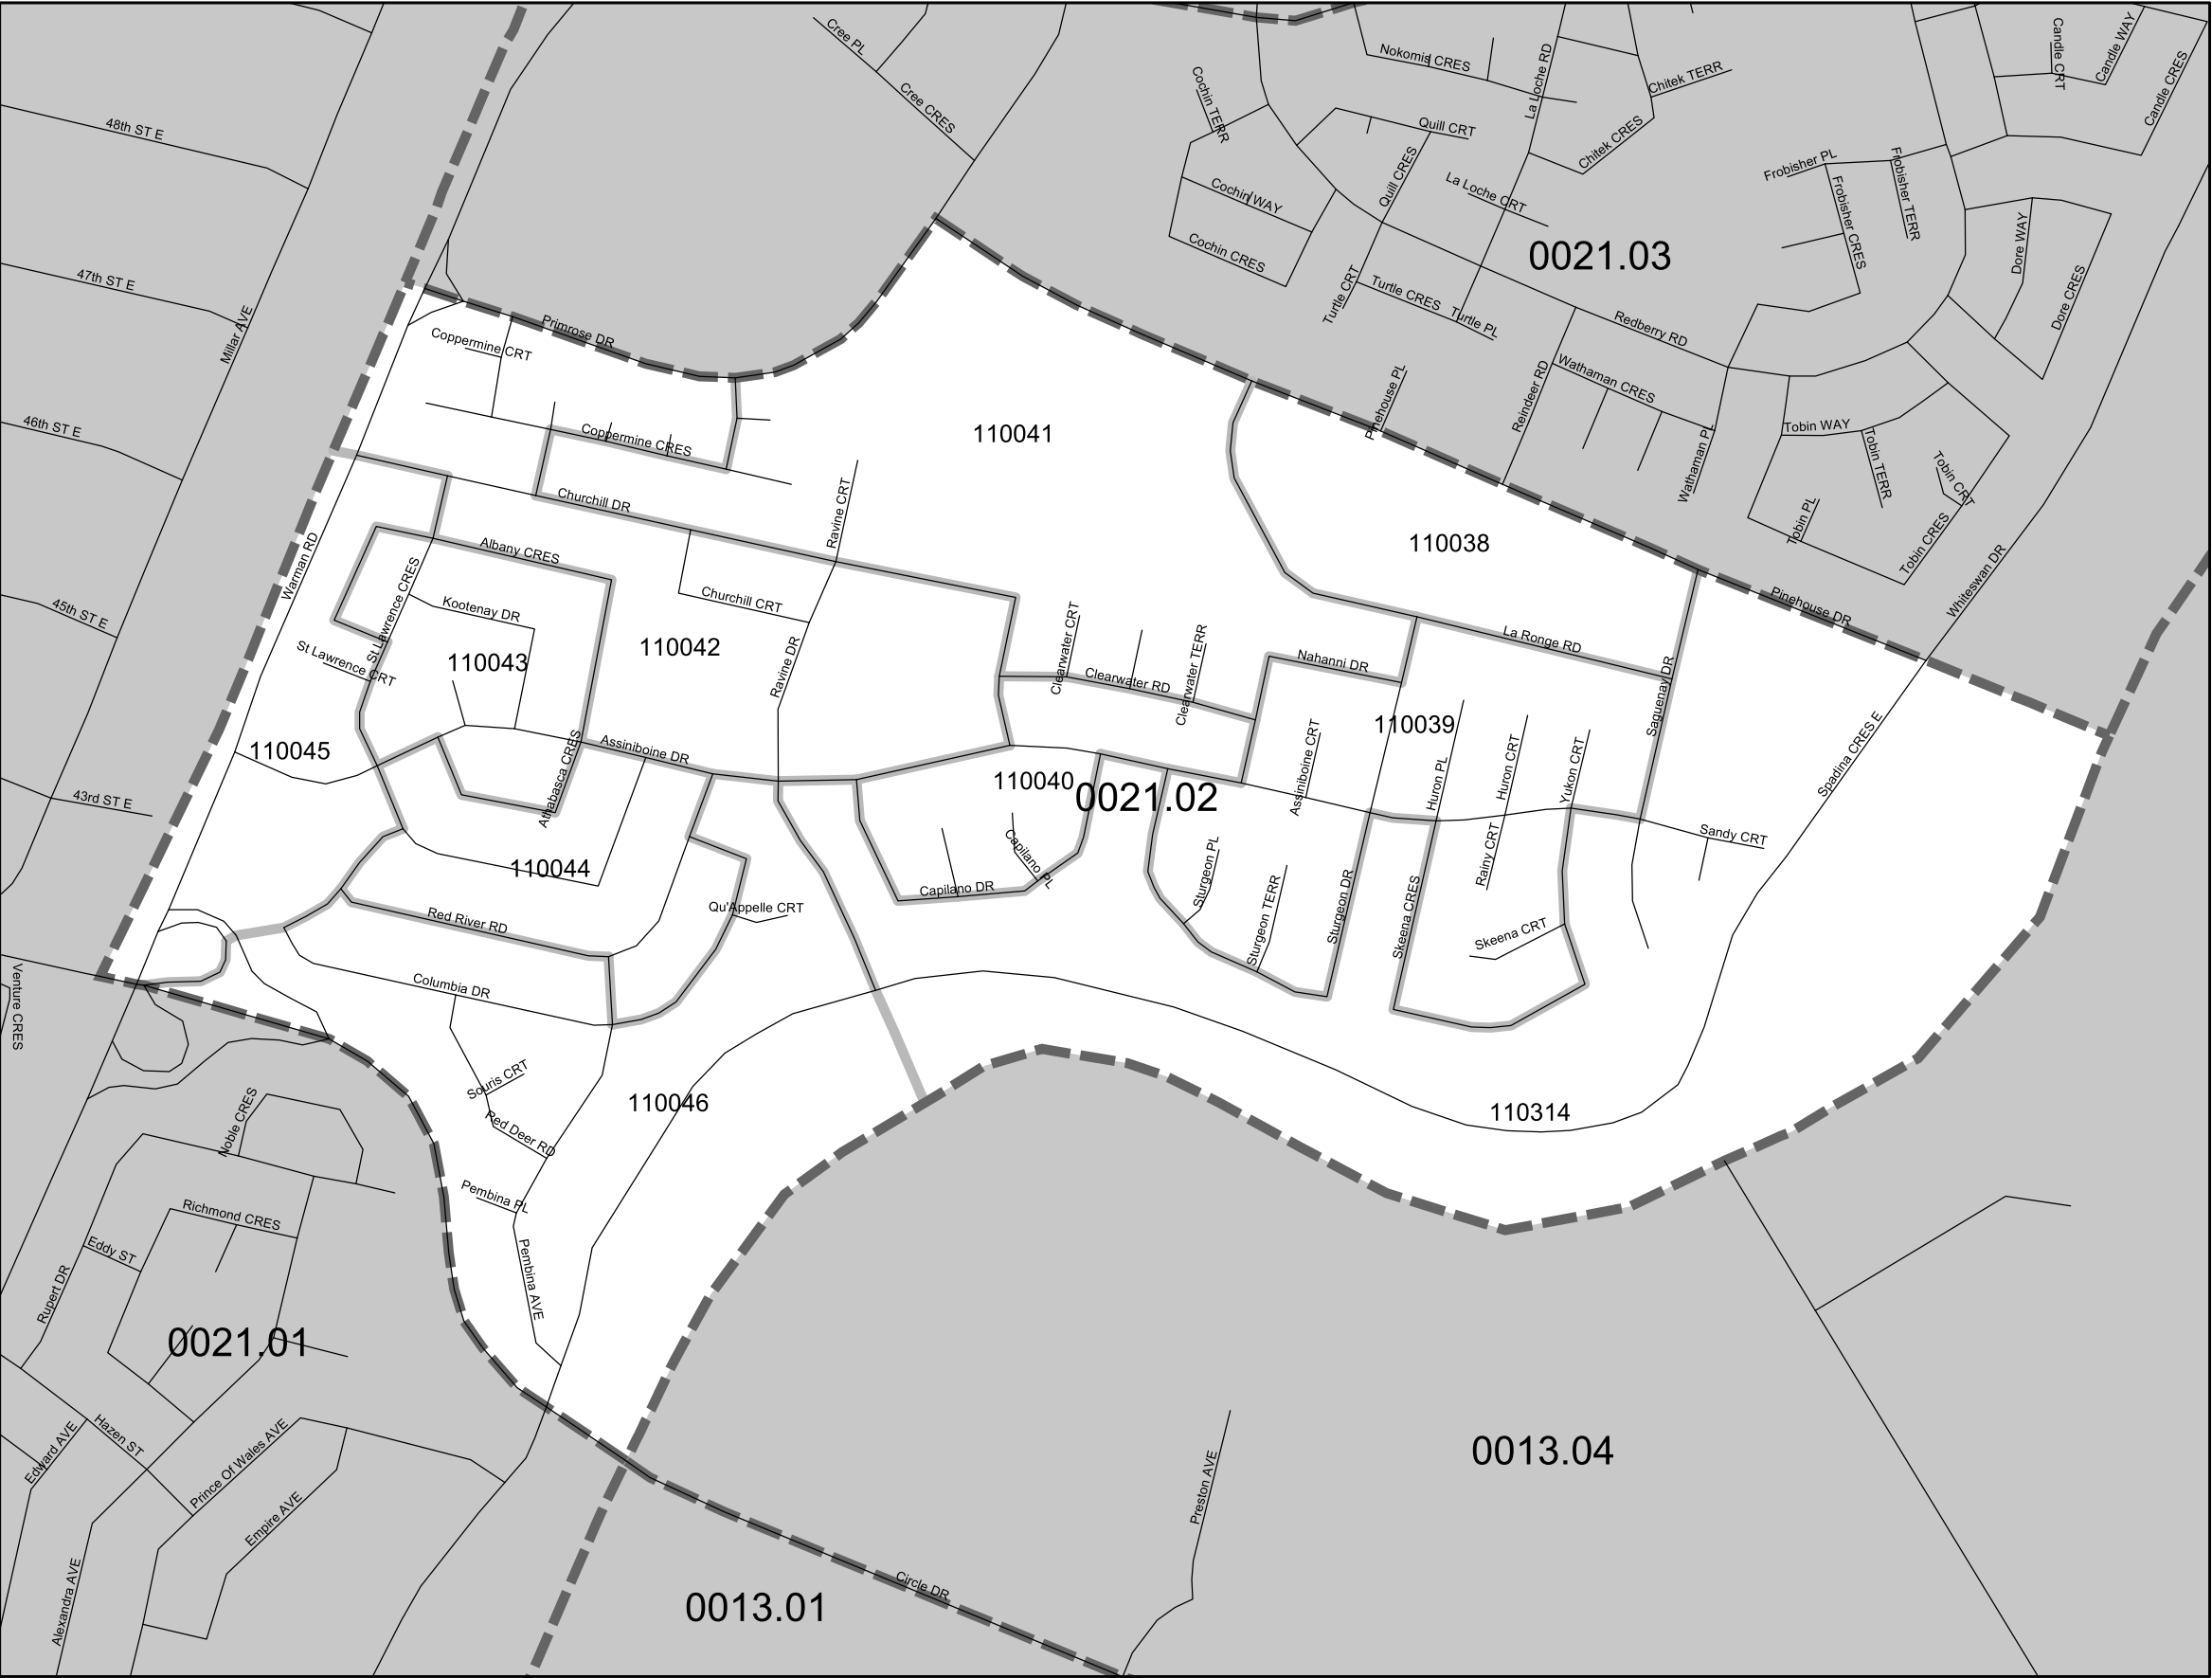 Cree PL
Cree CRES
Cochin TERR
Nokomis CRES
La Loche RD
Chitek TERR
Candle CRT
Candle WAY
Candle CRES
48th ST E
Quill CRT
Chitek CRES
Quill CRES
Cochin WAY
La Loche CRT
Frobisher PL
Frobisher TERR
Frobisher CRES
Cochin CRES
0021.03
Dore WAY
Dore CRES
47th ST E
Millar AVE
Turtle CRT
Turtle CRES
Turtle PL
Redberry RD
Primrose DR
Coppermine CRT
Pinehouse PL
Reindeer RD
Wathaman CRES
46th ST E
Coppermine CRES
110041
Tobin WAY
Wathaman PL
Tobin TERR
Tobin CRT
Tobin PL
Tobin CRES
Churchill DR
Ravine CRT
110038
Warman RD
Albany CRES
St Lawrence CRES
Kootenay DR
Churchill CRT
45th ST E
Whiteswan DR
Pinehouse DR
Clearwater CRT
La Ronge RD
St Lawrence CRT
110043
110042
Ravine DR
Clearwater TERR
Clearwater RD
Nahanni DR
Saguenay DR
110039
110045
Assiniboine DR
Athabasca CRES
Assiniboine CRT
Huron PL
Huron CRT
Yukon CRT
Spadina CRES E
110040
0021.02
43rd ST E
Sandy CRT
110044
Capilano PL
Capilano DR
Sturgeon PL
Rainy CRT
Qu'Appelle CRT
Red River RD
Sturgeon TERR
Sturgeon DR
Skeena CRES
Skeena CRT
Venture CRES
Columbia DR
Souris CRT
110046
110314
Noble CRES
Red Deer RD
Pembina PL
Richmond CRES
Eddy ST
Pembina AVE
Rupert DR
0021.01
Hazen ST
Edward AVE
Prince Of Wales AVE
Empire AVE
Preston AVE
0013.04
Alexandra AVE
Circle DR
0013.01